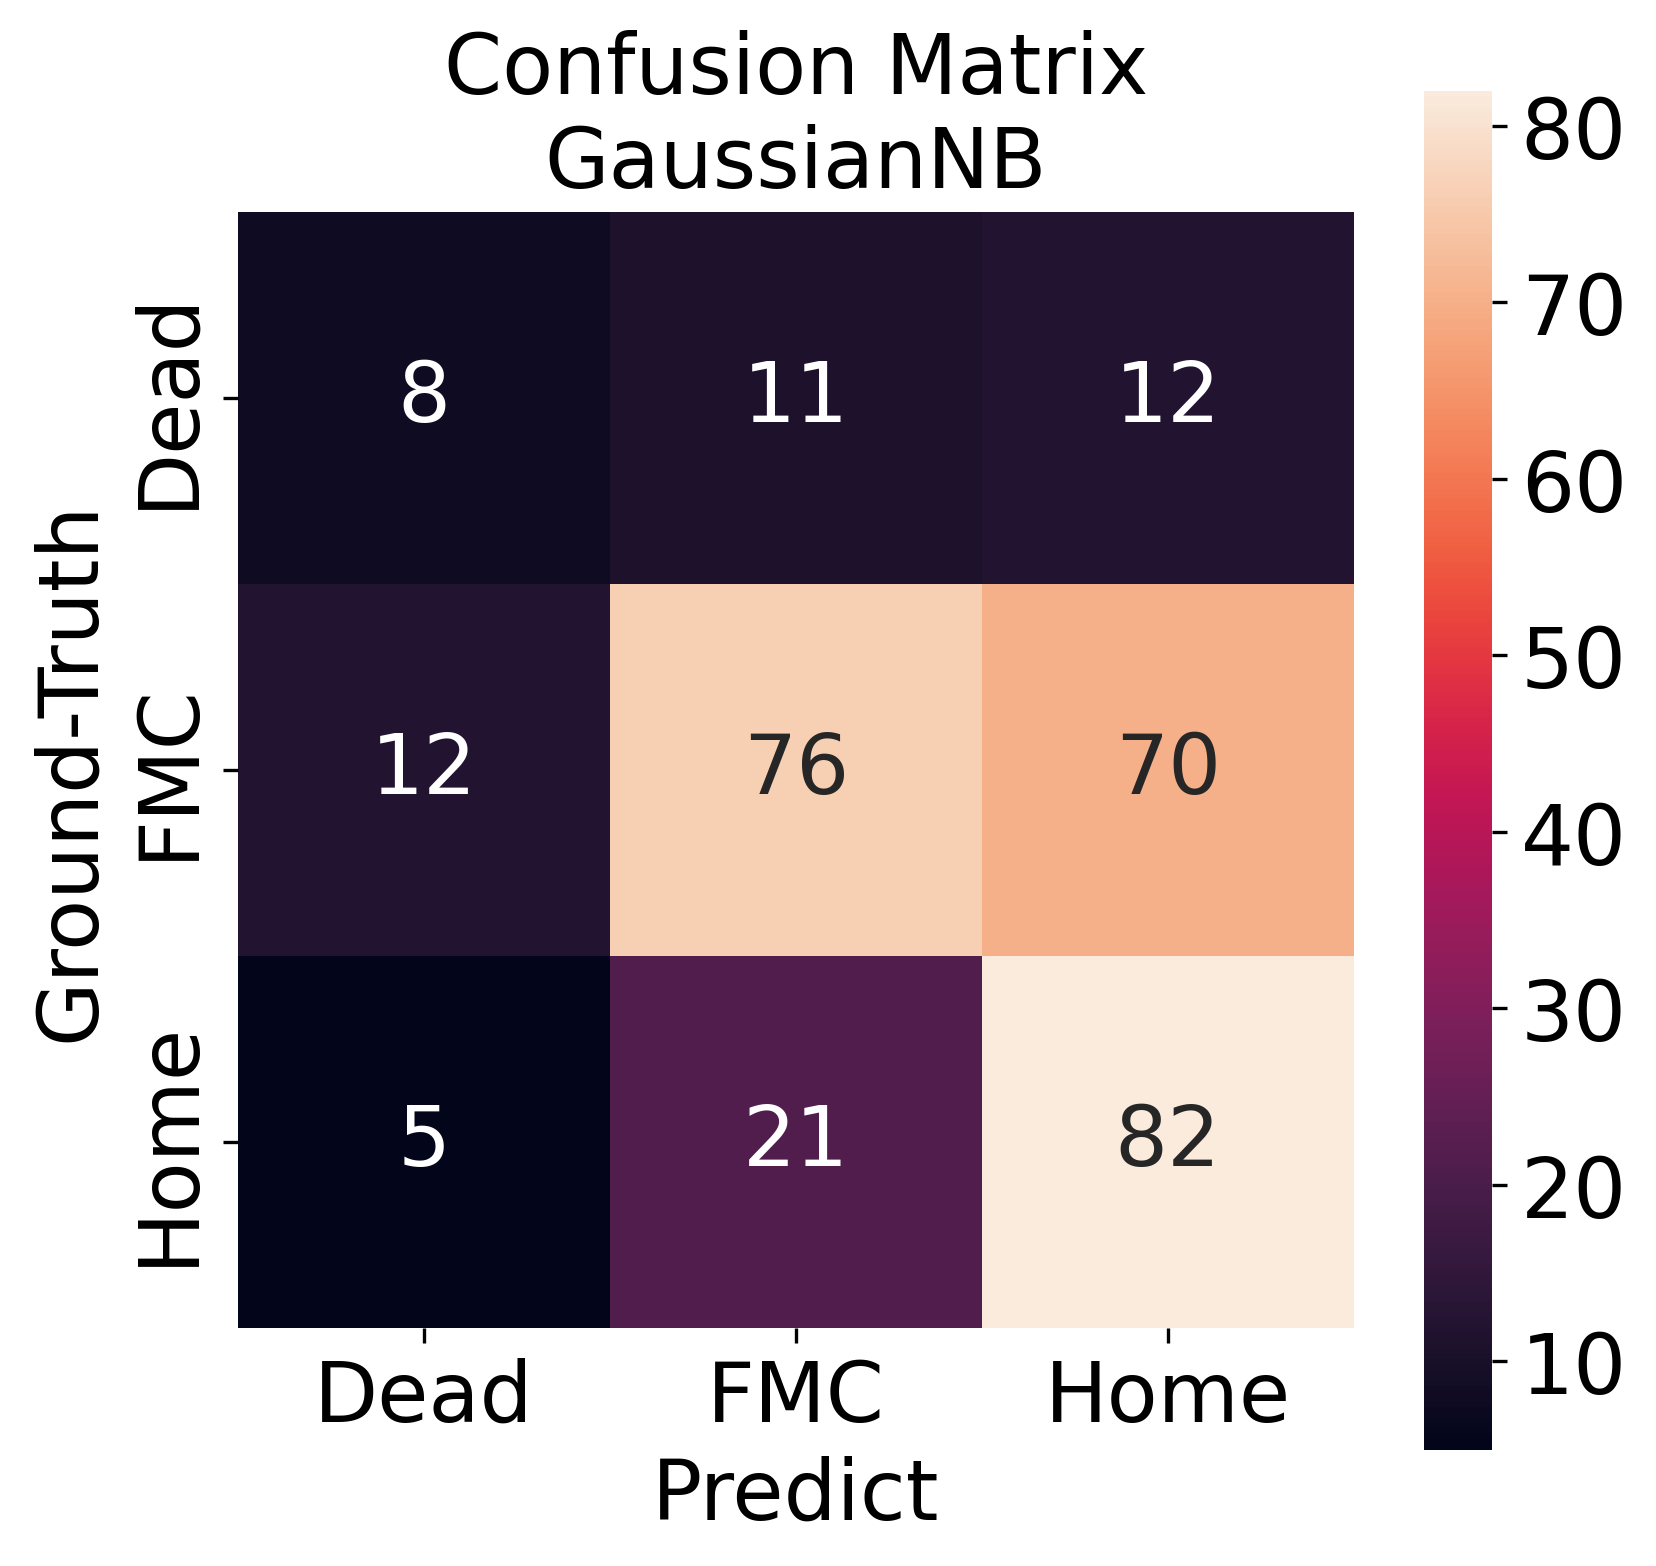 Confusion Matrix
GaussianNB
Ground-Truth
Dead
8 11 12
FMC
12 76 70
Home
5 21 82
Dead FMC Home
Predict
80
70
60
50
40
30
20
10